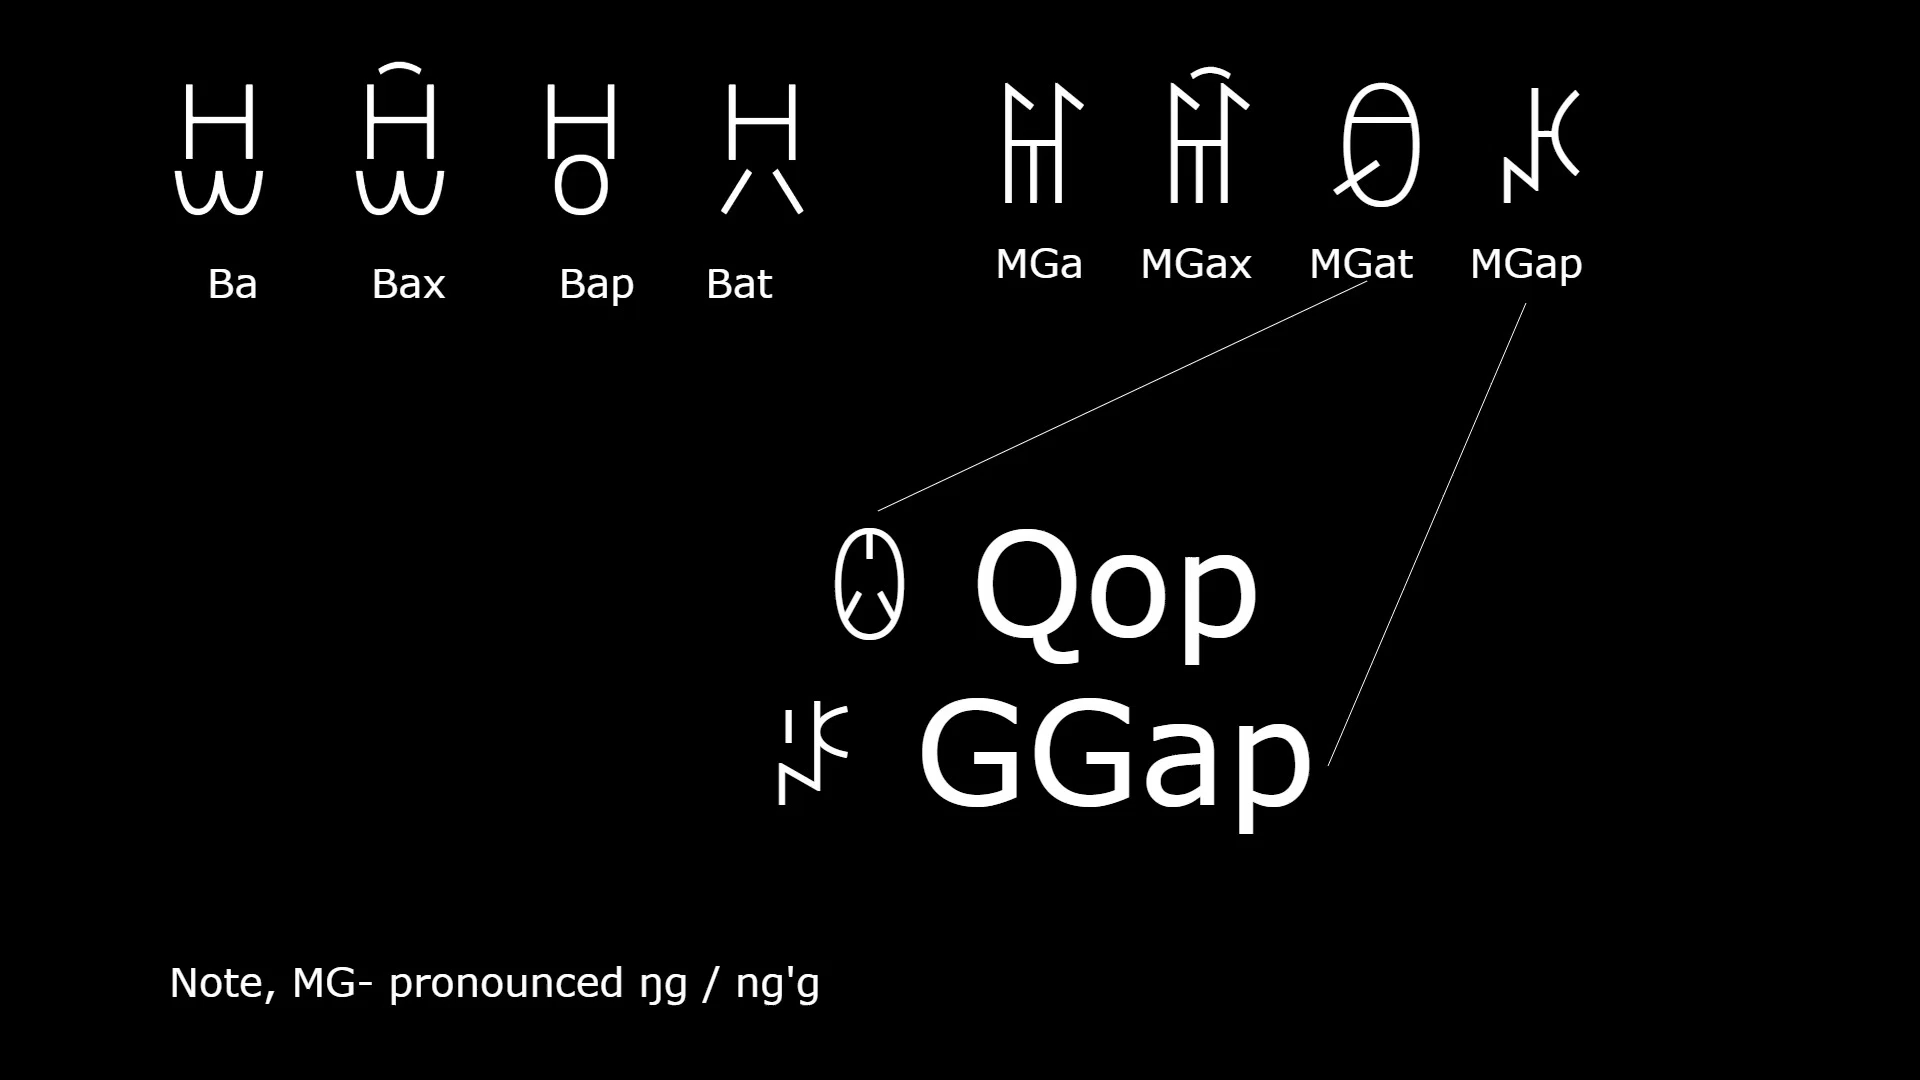 Ba Bax Bap Bat MGa MGax MGat MGap
Qop
GGap
Note, MG- pronounced ŋg / ng'g